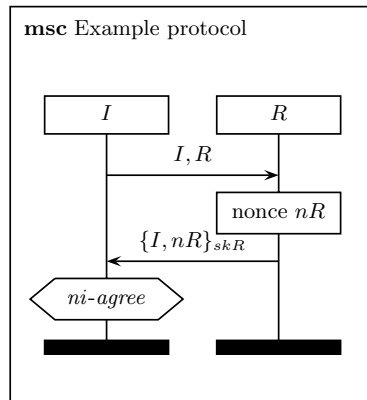 msc Example protocol
I
R
I, R
nonce nR
{I, nR}skR
ni-agree